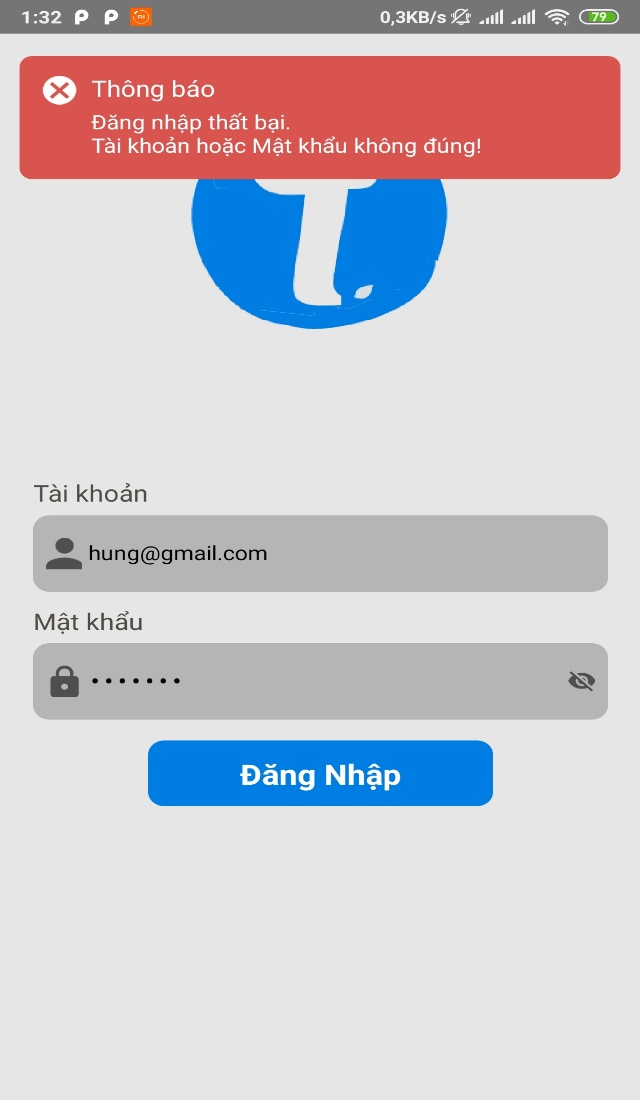 1:32
0,3KB/s
79
Thông báo
Đăng nhập thất bại.
Tài khoản hoặc Mật khẩu không đúng!
Tài khoản
hung@gmail.com
Mật khẩu
•••••••
Đăng Nhập